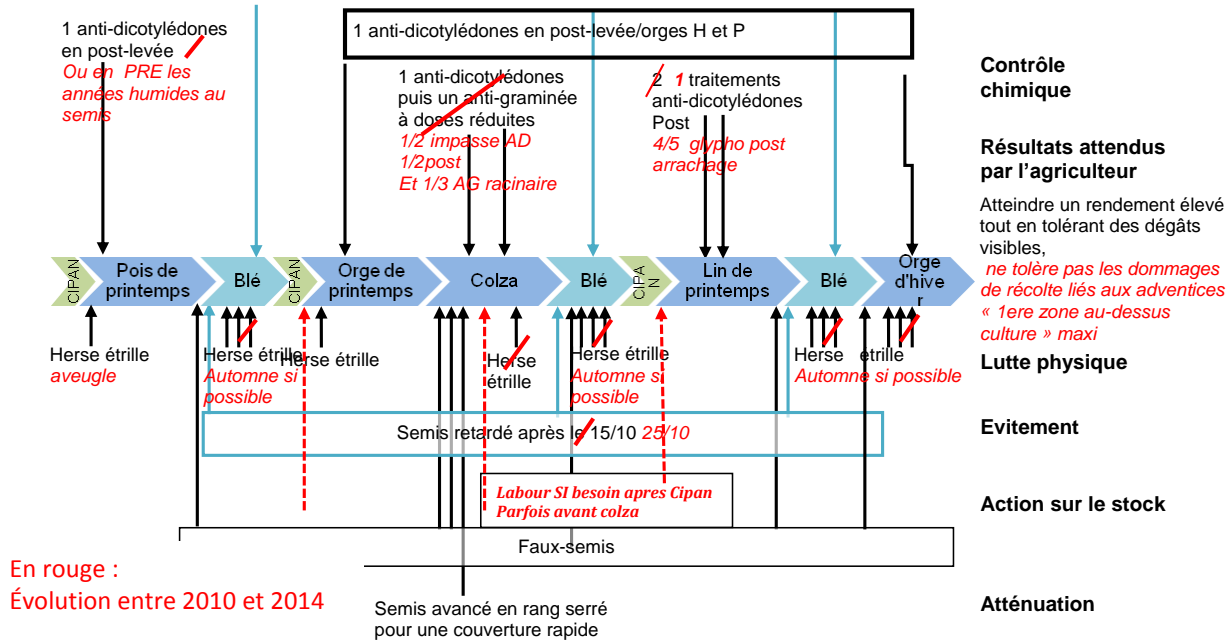 1 anti-dicotylédones
en post-levée
Ou en PRE les
années humides au
semis
1 anti-dicotylédones en post-levée/orges H et P
1 anti-dicotylédones
puis un anti-graminée
à doses réduites
1/2 impasse AD
1/2post
Et 1/3 AG racinaire
2 1 traitements
anti-dicotylédones
Post
4/5 glypho post
arrachage
Contrôle
chimique
Résultats attendus
par l'agriculteur
Atteindre un rendement élevé
tout en tolérant des dégâts
visibles,
ne tolère pas les dommages
de récolte liés aux adventices
« 1ere zone au-dessus
culture » maxi
CIPAN
Pois de
printemps
Blé
CIPAN
Orge de
printemps
Colza
Blé
CIPA
N
Lin de
printemps
Blé
Orge
d'hive
r
Herse étrille
aveugle
Herse étrille
Automne si
possible
Herse étrille
Herse
étrille
Herse étrille
Automne si
possible
Herse étrille
Automne si possible
Lutte physique
Semis retardé après le 15/10 25/10
Evitement
Labour SI besoin apres Cipan
Parfois avant colza
Action sur le stock
Faux-semis
En rouge :
Évolution entre 2010 et 2014
Semis avancé en rang serré
pour une couverture rapide
Atténuation